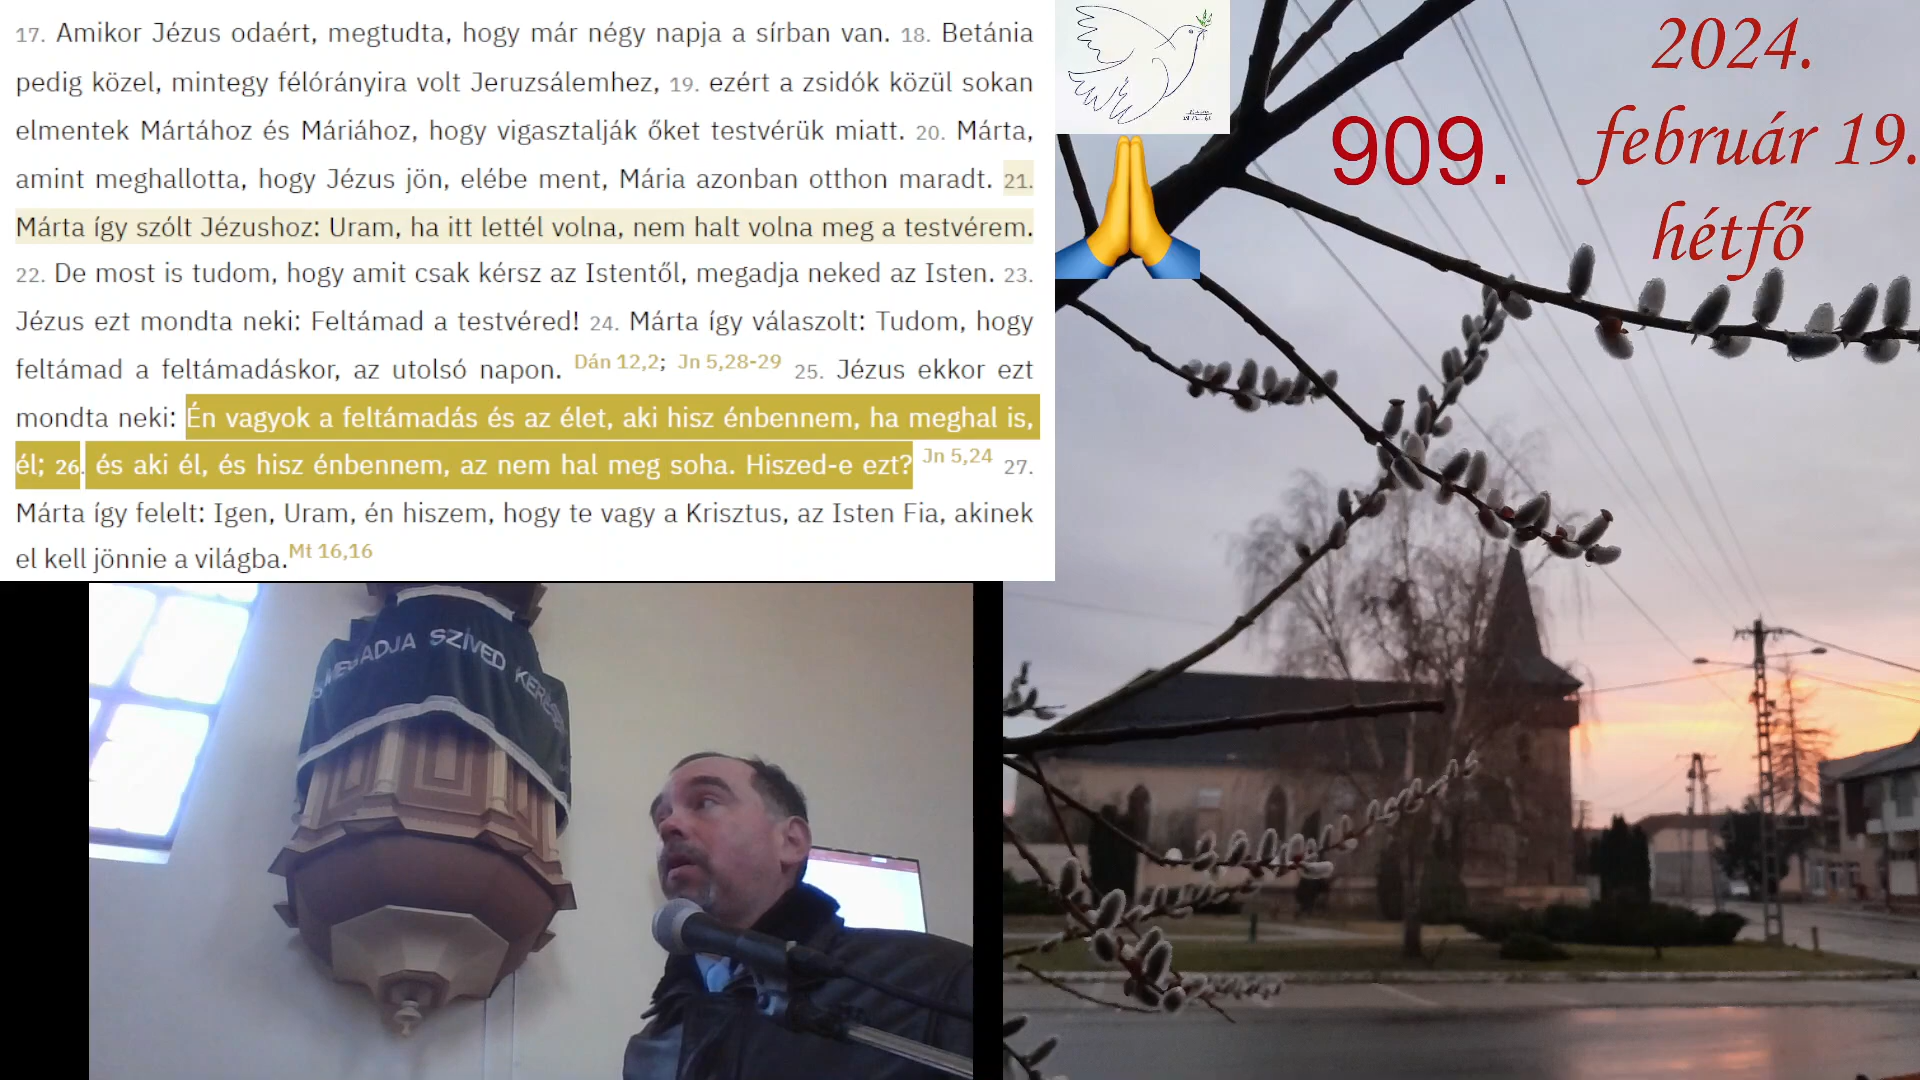 17. Amikor Jézus odaért, megtudta, hogy már négy napja a sírban van. 18. Betánia
pedig közel, mintegy félórányira volt Jeruzsálemhez, 19. ezért a zsidók közül sokan
elmentek Mártához és Máriához, hogy vigasztalják őket testvérük miatt. 20. Márta,
amint meghallotta, hogy Jézus jön, elébe ment, Mária azonban otthon maradt. 21.
Márta így szólt Jézushoz: Uram, ha itt lettél volna, nem halt volna meg a testvérem.
22. De most is tudom, hogy amit csak kérsz az Istentől, megadja neked az Isten. 23.
Jézus ezt mondta neki: Feltámad a testvéred! 24. Márta így válaszolt: Tudom, hogy
feltámad a feltámadáskor, az utolsó napon. Dán 12,2; Jn 5,28-29 25. Jézus ekkor ezt
mondta neki: Én vagyok a feltámadás és az élet, aki hisz énbennem, ha meghal is,
él; 26. és aki él, és hisz énbennem, az nem hal meg soha. Hiszed-e ezt? Jn 5,24 27.
Márta így felelt: Igen, Uram, én hiszem, hogy te vagy a Krisztus, az Isten Fia, akinek
el kell jönnie a világba. Mt 16,16
909.
2024.
február 19.
hétfő
MEGADJA SZÍVED